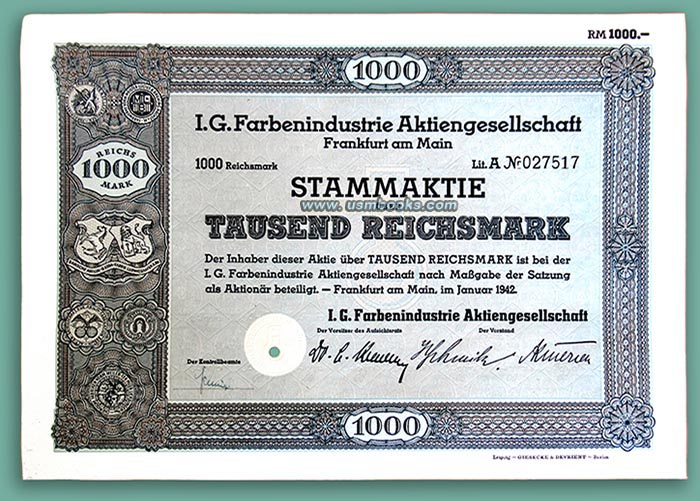 RM 1000.—
1000
I.G. Farbenindustrie Aktiengesellschaft
Frankfurt am Main
REICHS
1000
MARK
1000 Reichsmark
Lit. A № 027517
STAMMAKTIE
www.usmbooks.com
TAUSEND REICHSMARK
Der Inhaber dieser Aktie über TAUSEND REICHSMARK ist bei der
I. G. Farbenindustrie Aktiengesellschaft nach Maßgabe der Satzung
als Aktionär beteiligt. — Frankfurt am Main, im Januar 1942.
I. G. Farbenindustrie Aktiengesellschaft
Der Vorsitzer des Aufsichtsrats
Der Vorstand
Der Kontrollbeamte
1000
Leipzig — GIESECKE & DEVRIENT — Berlin